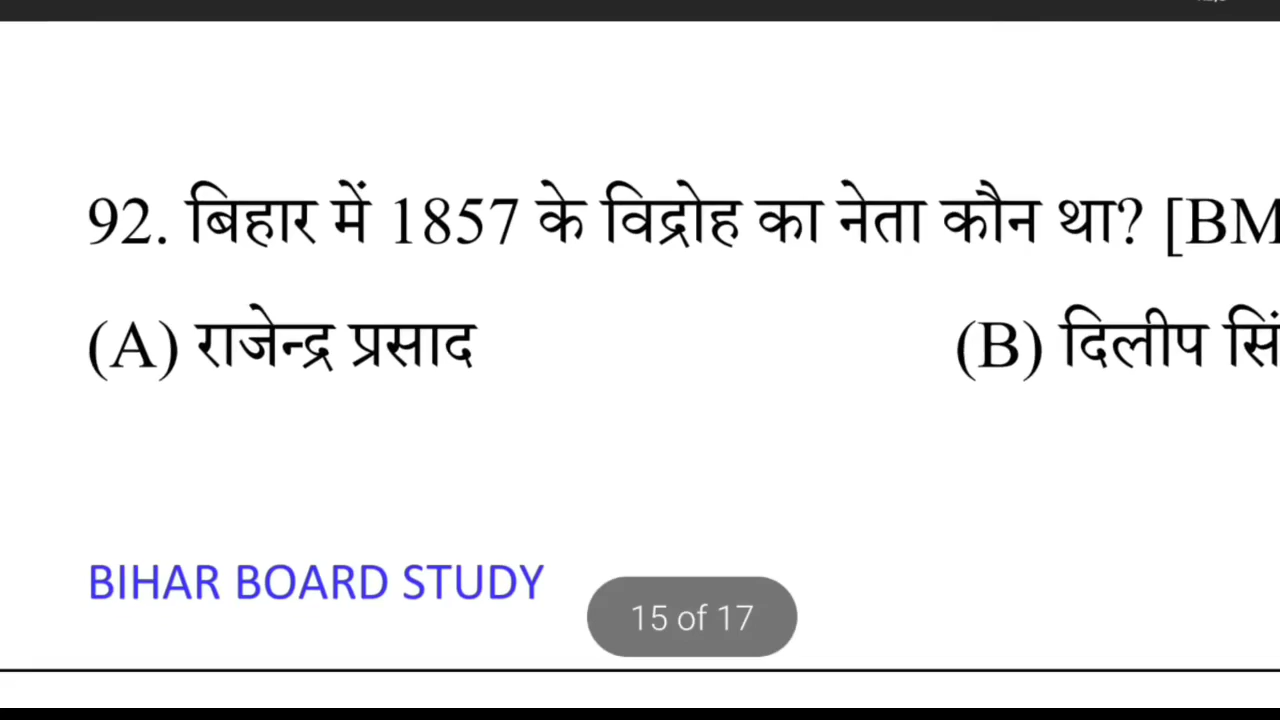 92. बिहार में 1857 के विद्रोह का नेता कौन था? [BM
(A) राजेन्द्र प्रसाद (B) दिलीप सिं
BIHAR BOARD STUDY
15 of 17